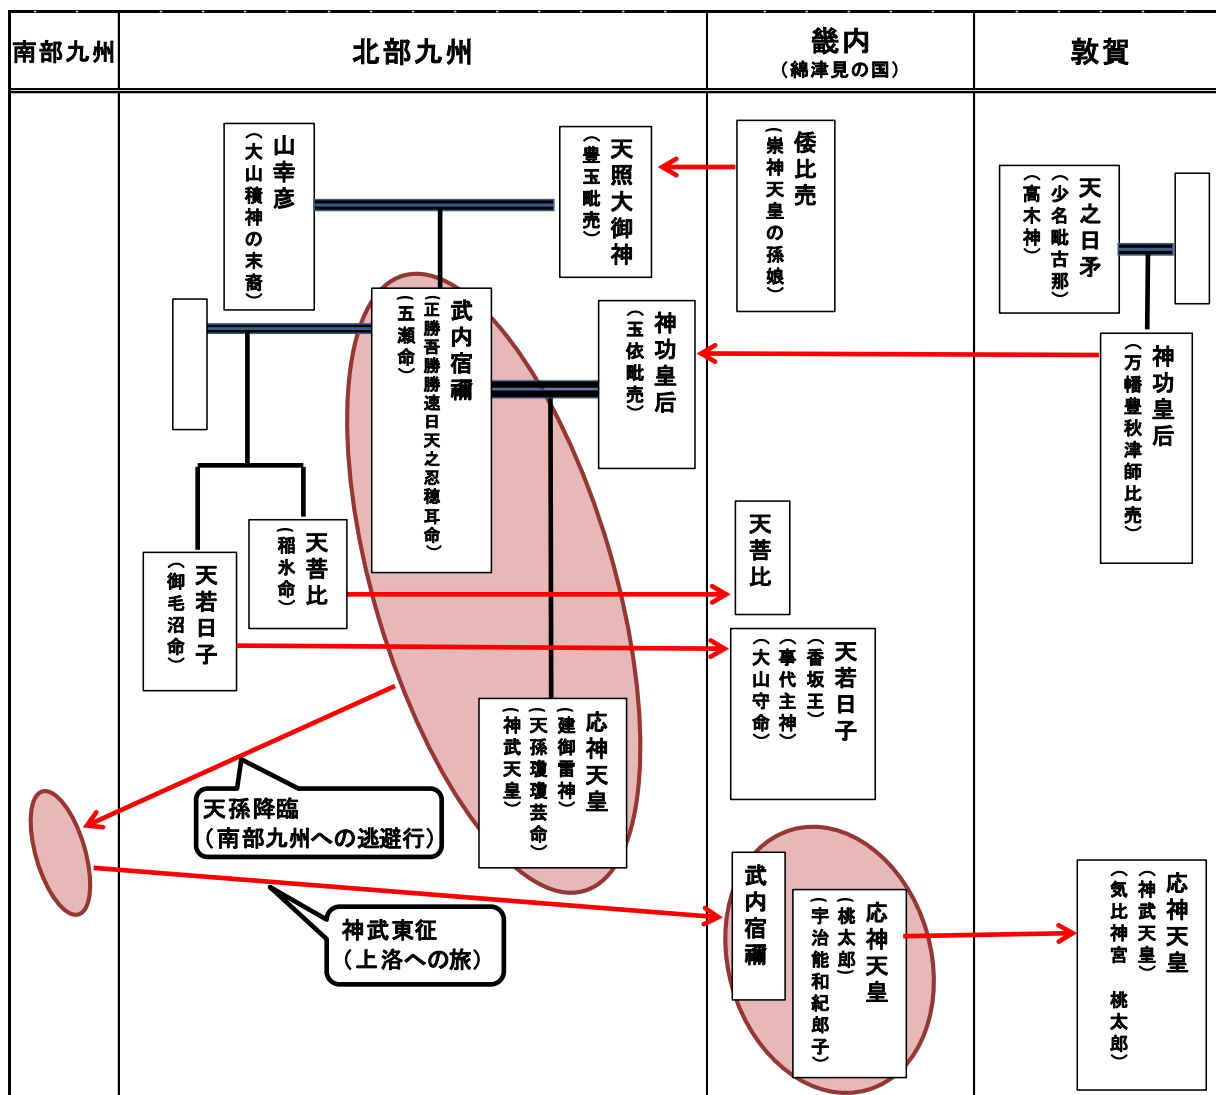 南部九州
北部九州
畿内
（綿津見の国）
敦賀
山幸彦
（大山積神の末裔）
天照大御神
（豊玉毗売）
倭比売
（崇神天皇の孫娘）
天之日矛
（少名毗古那）
（高木神）
武内宿禰
（正勝吾勝勝速日天之忍穂耳命）
（五瀬命）
神功皇后
（玉依毗売）
神功皇后
（万幡豊秋津師比売）
天菩比
（稲氷命）
天若日子
（御毛沼命）
天菩比
天若日子
（香坂王）
（事代主神）
（大山守命）
応神天皇
（建御雷神）
（天孫瓊瓊芸命）
（神武天皇）
天孫降臨
（南部九州への逃避行）
神武東征
（上洛への旅）
武内宿禰
応神天皇
（桃太郎）
（宇治能和紀郎子）
応神天皇
（神武天皇）
（気比神宮　桃太郎）